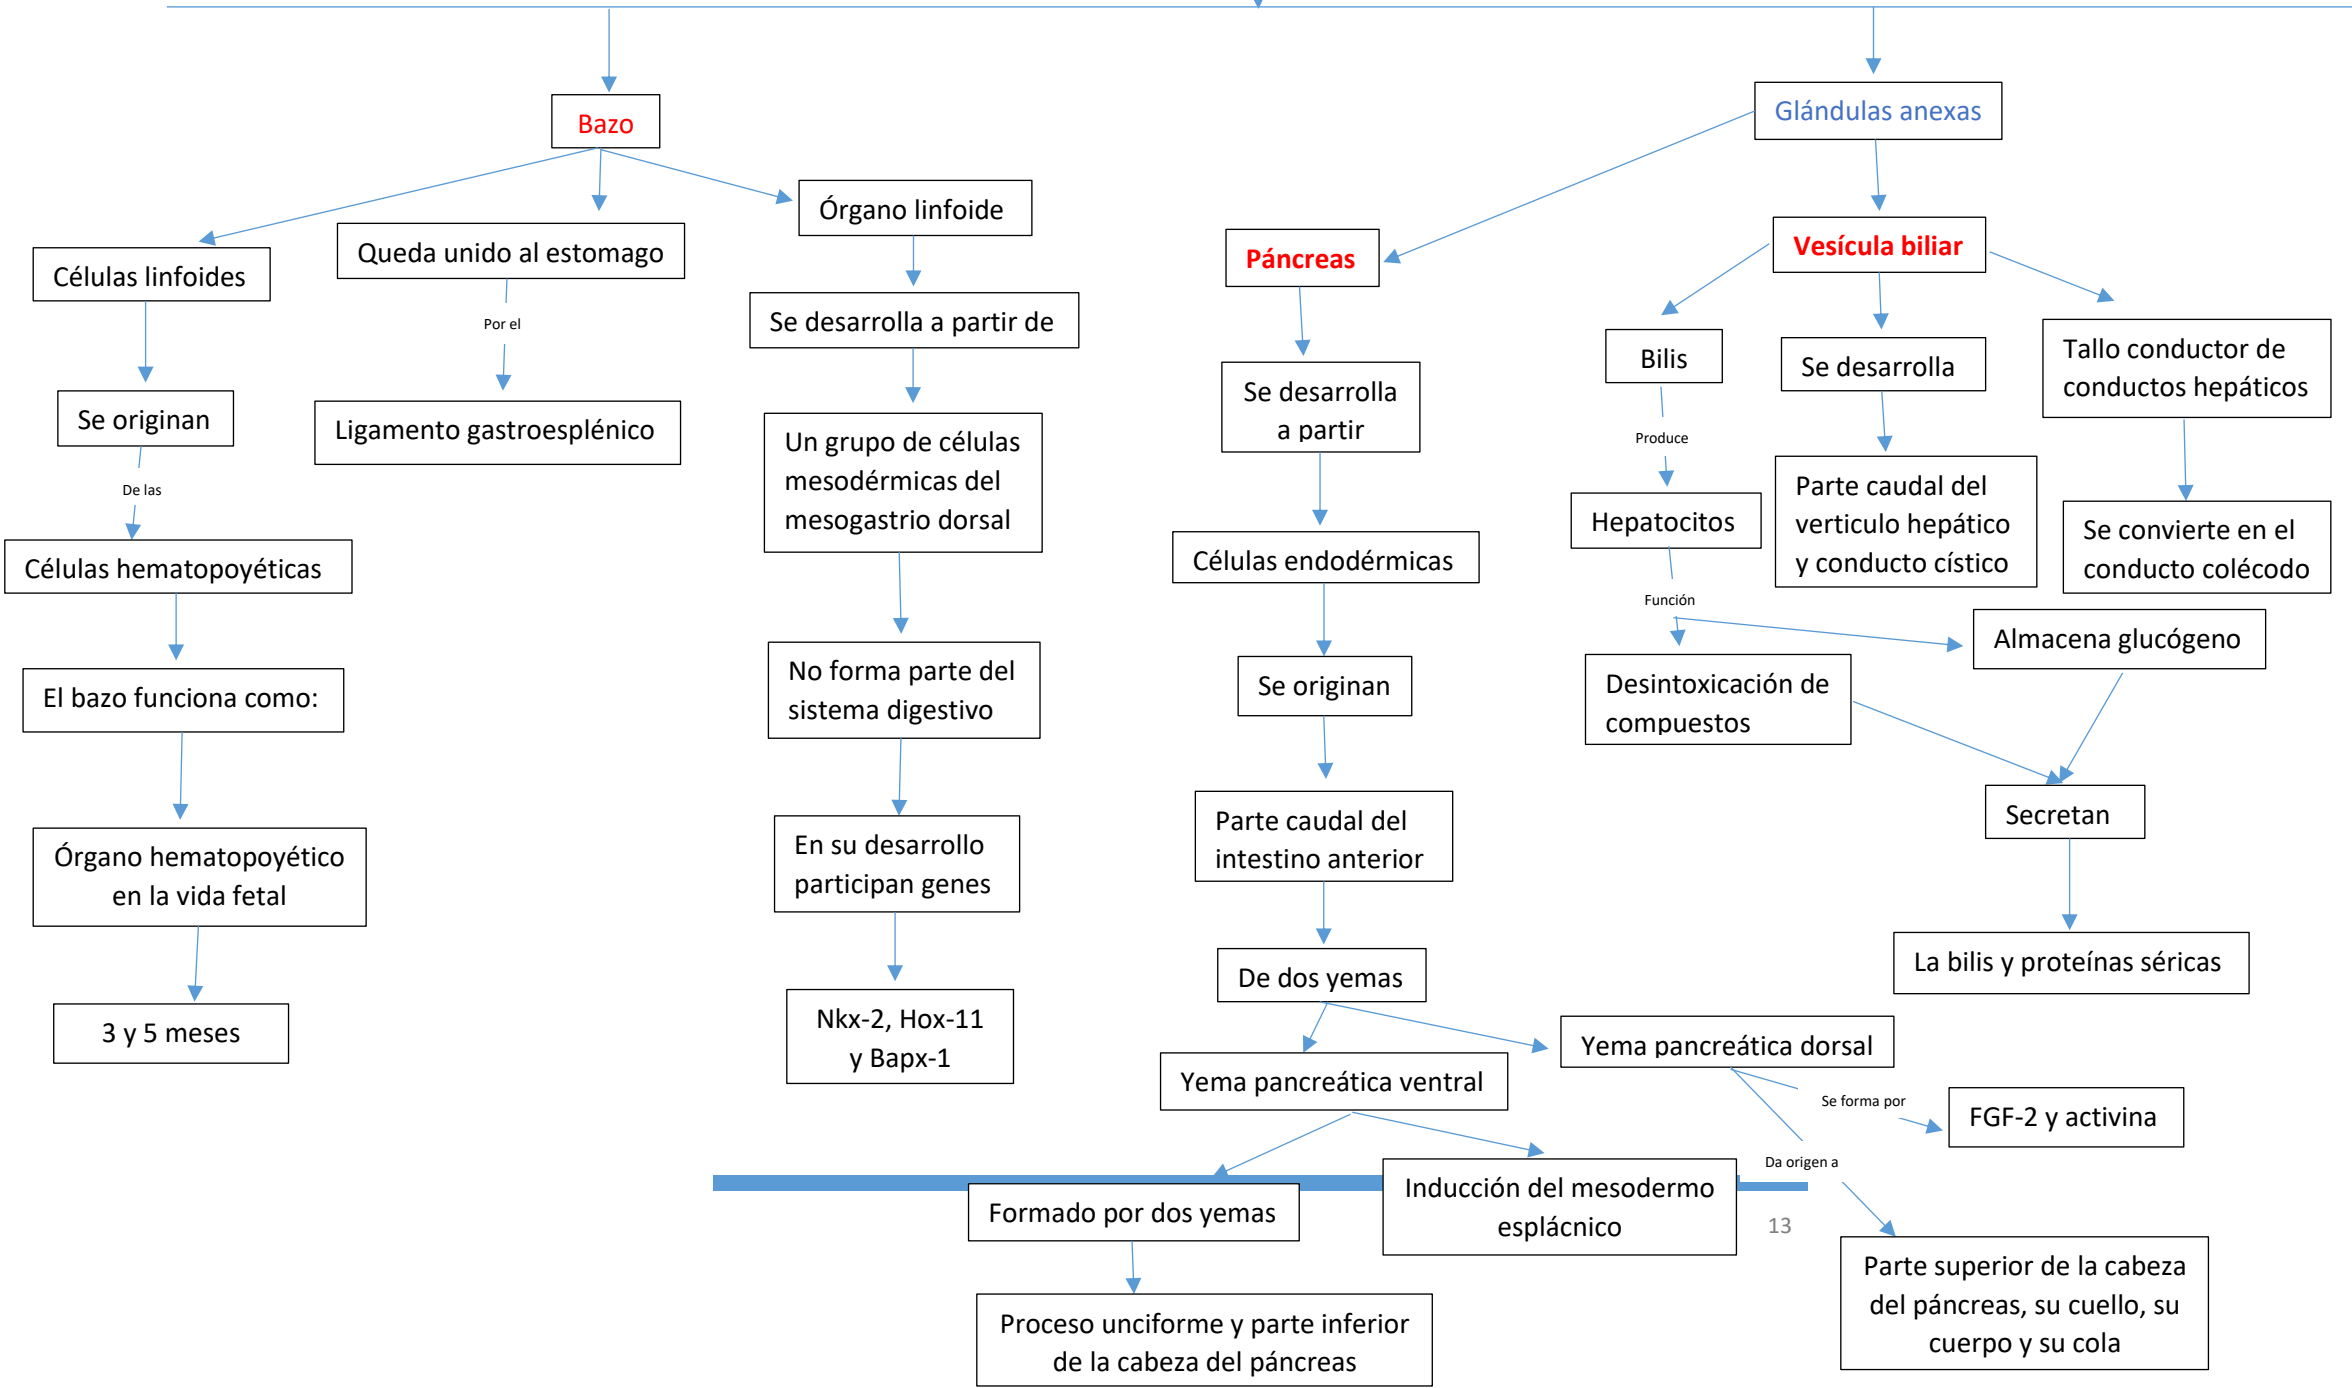 Bazo
Glándulas anexas
Células linfoides
Queda unido al estomago
Órgano linfoide
Páncreas
Vesícula biliar
Se originan
Por el
Se desarrolla a partir de
Se desarrolla
a partir
Bilis
Se desarrolla
Tallo conductor de
conductos hepáticos
De las
Ligamento gastroesplénico
Un grupo de células
mesodérmicas del
mesogastrio dorsal
Células endodérmicas
Produce
Hepatocitos
Parte caudal del
verticulo hepático
y conducto cístico
Se convierte en el
conducto colécodo
Células hematopoyéticas
Función
Almacena glucógeno
El bazo funciona como:
No forma parte del
sistema digestivo
Se originan
Desintoxicación de
compuestos
Órgano hematopoyético
en la vida fetal
En su desarrollo
participan genes
Parte caudal del
intestino anterior
Secretan
3 y 5 meses
Nkx-2, Hox-11
y Bapx-1
De dos yemas
La bilis y proteínas séricas
Yema pancreática ventral
Yema pancreática dorsal
Se forma por
FGF-2 y activina
Formado por dos yemas
Inducción del mesodermo
esplácnico
Da origen a
13
Proceso unciforme y parte inferior
de la cabeza del páncreas
Parte superior de la cabeza
del páncreas, su cuello, su
cuerpo y su cola